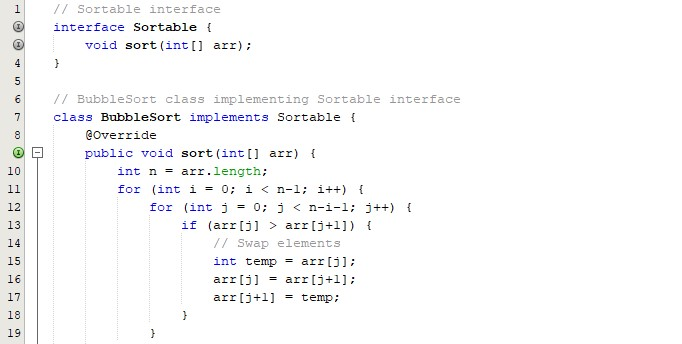 1 // Sortable interface
interface Sortable {
void sort(int[] arr);
4 }
5
6 // BubbleSort class implementing Sortable interface
7 class BubbleSort implements Sortable {
8 @Override
public void sort(int[] arr) {
10 int n = arr.length;
11 for (int i = 0; i < n-1; i++) {
12 for (int j = 0; j < n-i-1; j++) {
13 if (arr[j] > arr[j+1]) {
14 // Swap elements
15 int temp = arr[j];
16 arr[j] = arr[j+1];
17 arr[j+1] = temp;
18 }
19 }